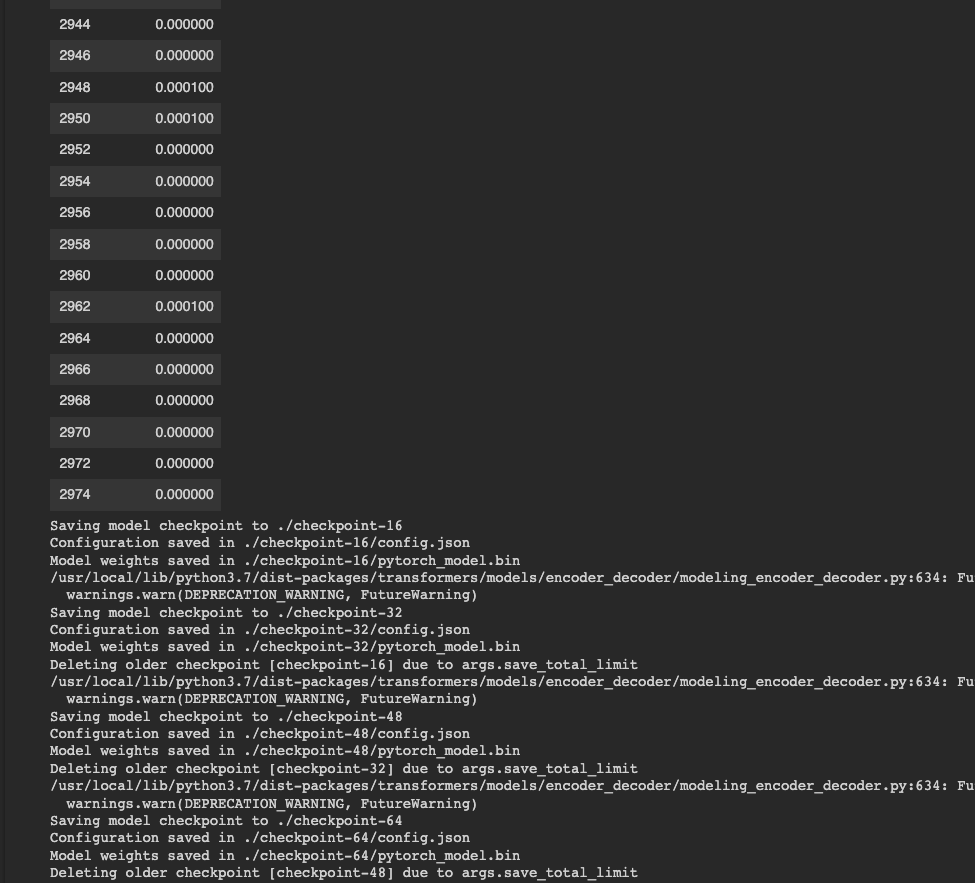 2944 0.000000
2946 0.000000
2948 0.000100
2950 0.000100
2952 0.000000
2954 0.000000
2956 0.000000
2958 0.000000
2960 0.000000
2962 0.000100
2964 0.000000
2966 0.000000
2968 0.000000
2970 0.000000
2972 0.000000
2974 0.000000
Saving model checkpoint to ./checkpoint-16
Configuration saved in ./checkpoint-16/config.json
Model weights saved in ./checkpoint-16/pytorch_model.bin
/usr/local/lib/python3.7/dist-packages/transformers/models/encoder_decoder/modeling_encoder_decoder.py:634: Fu
warnings.warn(DEPRECATION_WARNING, FutureWarning)
Saving model checkpoint to ./checkpoint-32
Configuration saved in ./checkpoint-32/config.json
Model weights saved in ./checkpoint-32/pytorch_model.bin
Deleting older checkpoint [checkpoint-16] due to args.save_total_limit
/usr/local/lib/python3.7/dist-packages/transformers/models/encoder_decoder/modeling_encoder_decoder.py:634: Fu
warnings.warn(DEPRECATION_WARNING, FutureWarning)
Saving model checkpoint to ./checkpoint-48
Configuration saved in ./checkpoint-48/config.json
Model weights saved in ./checkpoint-48/pytorch_model.bin
Deleting older checkpoint [checkpoint-32] due to args.save_total_limit
/usr/local/lib/python3.7/dist-packages/transformers/models/encoder_decoder/modeling_encoder_decoder.py:634: Fu
warnings.warn(DEPRECATION_WARNING, FutureWarning)
Saving model checkpoint to ./checkpoint-64
Configuration saved in ./checkpoint-64/config.json
Model weights saved in ./checkpoint-64/pytorch_model.bin
Deleting older checkpoint [checkpoint-48] due to args.save_total_limit